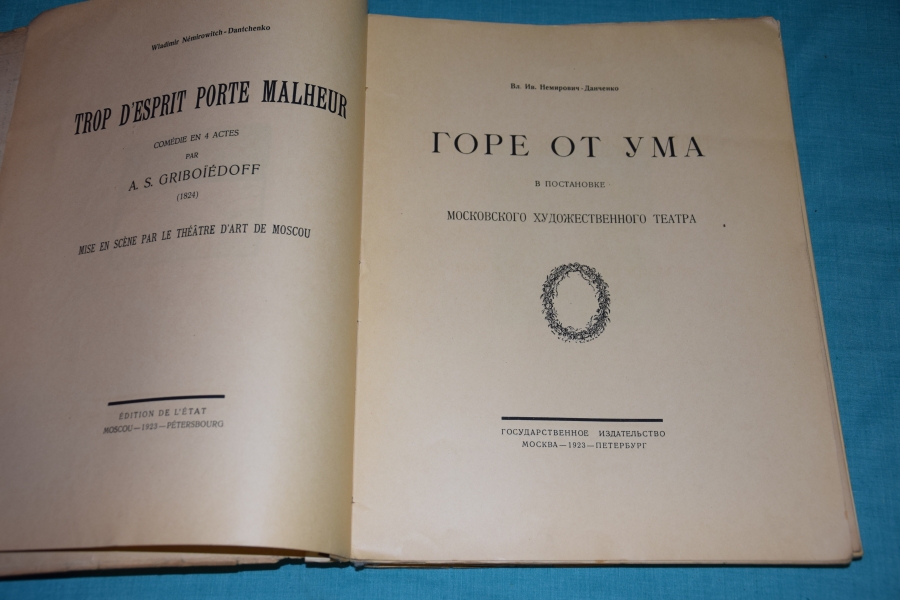 Wladimir Némirowitch-Dantchenko
TROP D'ESPRIT PORTE MALHEUR
COMÉDIE EN 4 ACTES
PAR
A. S. GRIBOÏÉDOFF
(1824)
MISE EN SCÈNE PAR LE THÉÂTRE D'ART DE MOSCOU
ÉDITION DE L'ÉTAT
MOSCOU—1923—PÉTERSBOURG
Вл. Ив. Немирович-Данченко
ГОРЕ ОТ УМА
В ПОСТАНОВКЕ
МОСКОВСКОГО ХУДОЖЕСТВЕННОГО ТЕАТРА
ГОСУДАРСТВЕННОЕ ИЗДАТЕЛЬСТВО
МОСКВА—1923—ПЕТЕРБУРГ